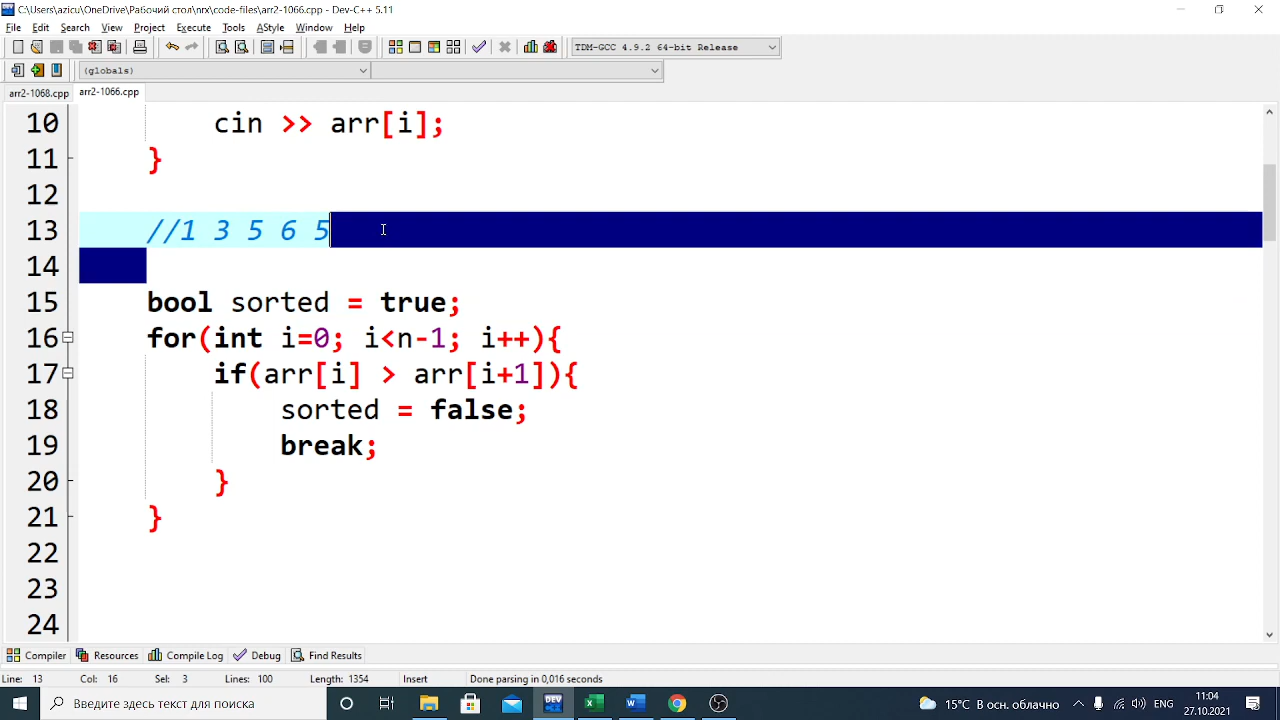 C:\Users\azicu\OneDrive\Рабочий стол\прх\code-files\arr2-1066.cpp - Dev-C++ 5.11
File Edit Search View Project Execute Tools AStyle Window Help
TDM-GCC 4.9.2 64-bit Release
(globals)
arr2-1068.cpp arr2-1066.cpp
10 cin >> arr[i];
11 }
12
13 //1 3 5 6 5
14
15 bool sorted = true;
16 for(int i=0; i<n-1; i++){
17 if(arr[i] > arr[i+1]){
18 sorted = false;
19 break;
20 }
21 }
22
23
24
Compiler Resources Compile Log Debug Find Results
Line: 13 Col: 16 Sel: 3 Lines: 100 Length: 1354 Insert Done parsing in 0,016 seconds
Введите здесь текст для поиска DEV 15°C В осн. облачно ENG 11:04
27.10.2021